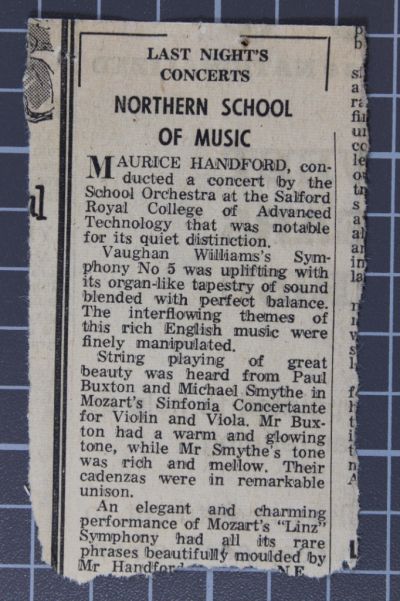 LAST NIGHT'S
CONCERTS
NORTHERN SCHOOL
OF MUSIC
MAURICE HANDFORD, con-
ducted a concert by the
School Orchestra at the Salford
Royal College of Advanced
Technology that was notable
for its quiet distinction.
Vaughan Williams's Sym-
phony No 5 was uplifting with
its organ-like tapestry of sound
blended with perfect balance.
The interflowing themes of
this rich English music were
finely manipulated.
String playing of great
beauty was heard from Paul
Buxton and Michael Smythe in
Mozart's Sinfonia Concertante
for Violin and Viola. Mr Bux-
ton had a warm and glowing
tone, while Mr Smythe's tone
was rich and mellow. Their
cadenzas were in remarkable
unison.
An elegant and charming
performance of Mozart's "Linz"
Symphony had all its rare
phrases beautifully moulded by
Mr Handford